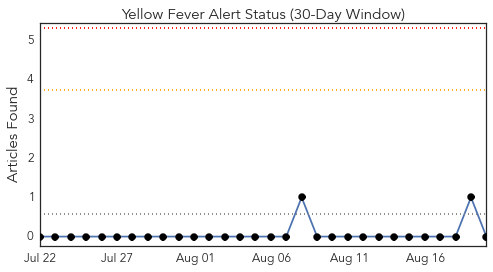 Yellow Fever Alert Status (30-Day Window)
Articles Found
5
4
3
2
1
0
Jul 22 Jul 27 Aug 01 Aug 06 Aug 11 Aug 16